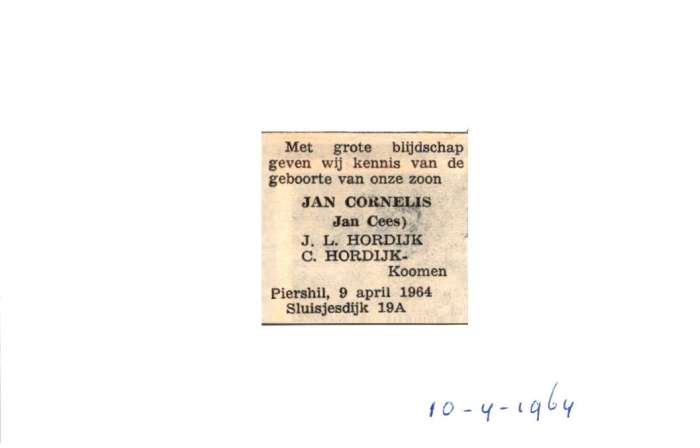 Met grote blijdschap
geven wij kennis van de
geboorte van onze zoon
JAN CORNELIS
Jan Cees)
J. L. HORDIJK
C. HORDIJK-
Koomen
Piershil, 9 april 1964
Sluisjesdijk 19A
10-4-1964